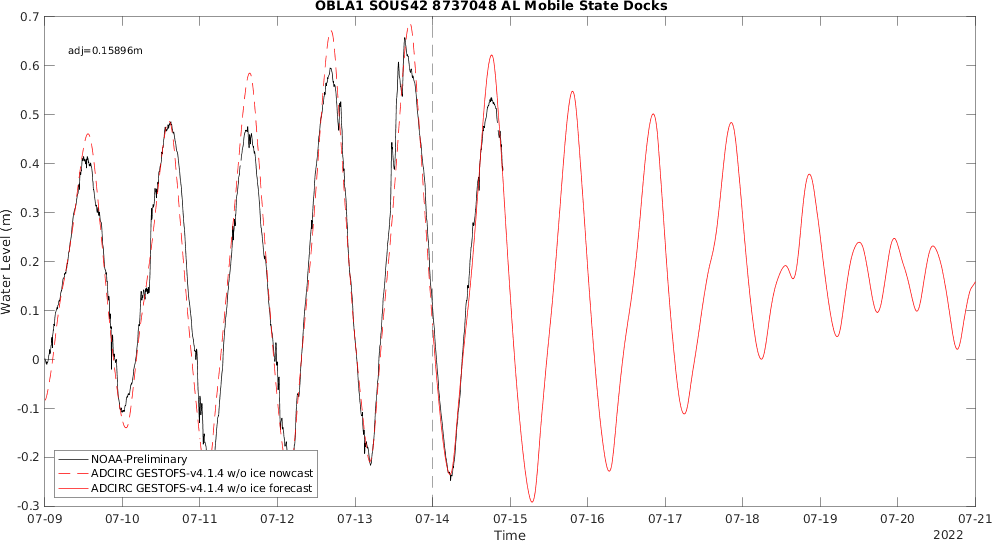 OBLA1 SOUS42 8737048 AL Mobile State Docks
adj=0.15896m
0.7
0.6
0.5
0.4
0.3
0.2
0.1
0
-0.1
-0.2
-0.3
Water Level (m)
NOAA-Preliminary
ADCIRC GESTOFS-v4.1.4 w/o ice nowcast
ADCIRC GESTOFS-v4.1.4 w/o ice forecast
07-09 07-10 07-11 07-12 07-13 07-14 07-15 07-16 07-17 07-18 07-19 07-20 07-21
Time
2022